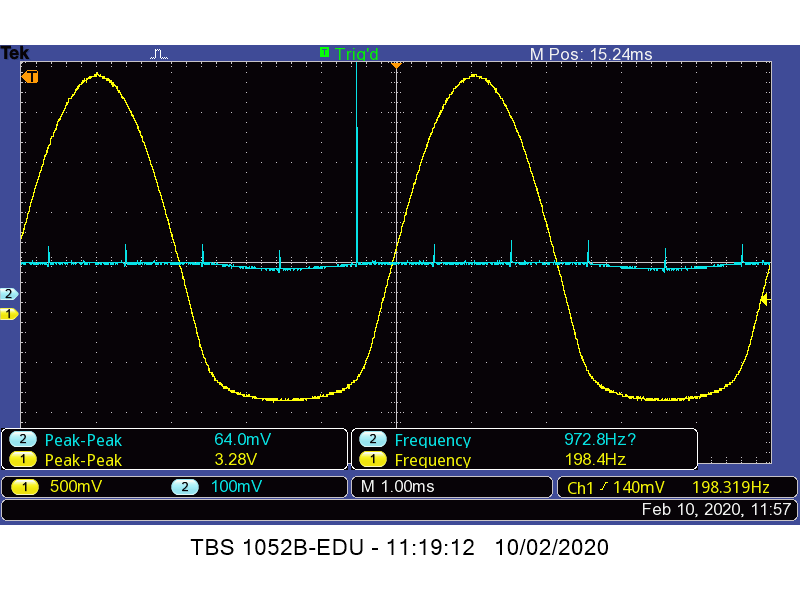 Tek T Trig'd M Pos: 15.24ms
T
2
1
2 Peak-Peak 64.0mV 2 Frequency 972.8Hz?
1 Peak-Peak 3.28V 1 Frequency 198.4Hz
1 500mV 2 100mV M 1.00ms Ch1 140mV 198.319Hz
Feb 10, 2020, 11:57
TBS 1052B-EDU - 11:19:12 10/02/2020